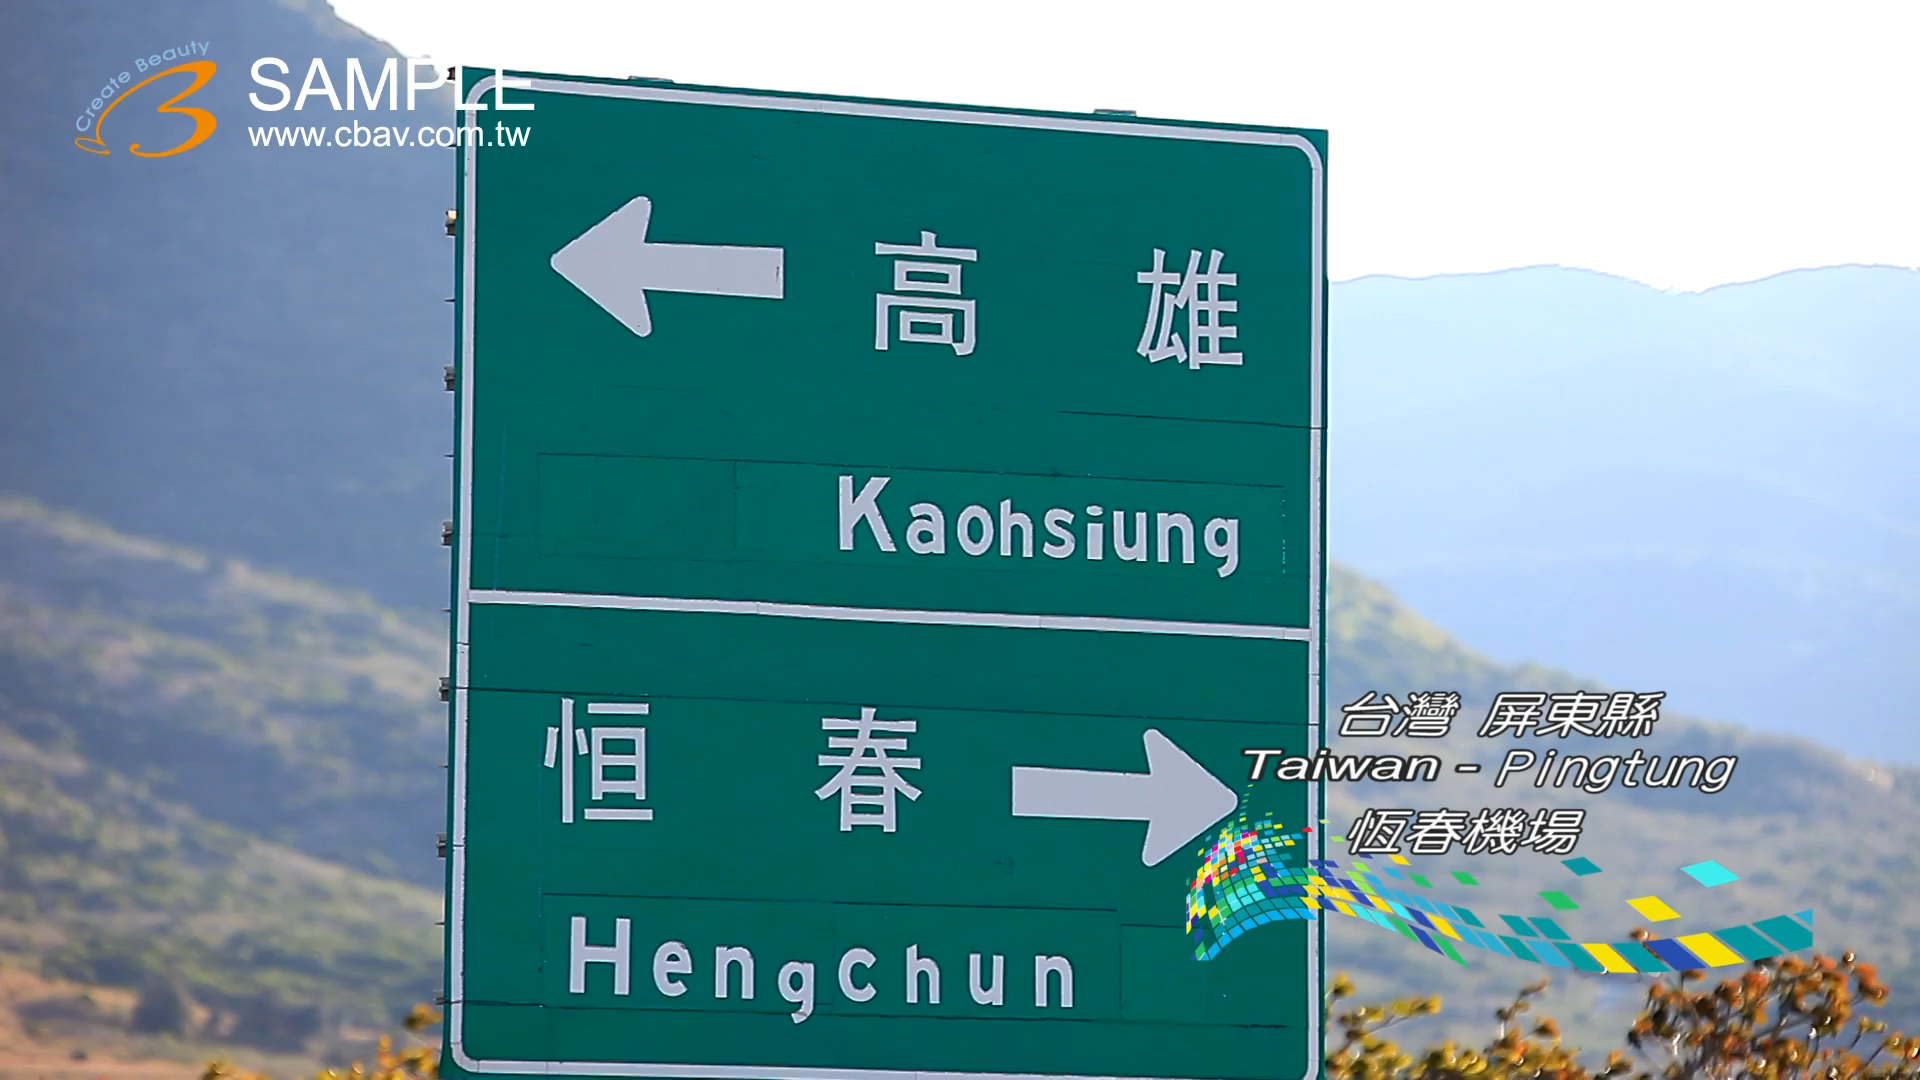 Create Beauty
SAMPLE
www.cbav.com.tw
高 雄
Kaohsiung
恒 春
Hengchun
台灣 屏東縣
Taiwan - Pingtung
恆春機場